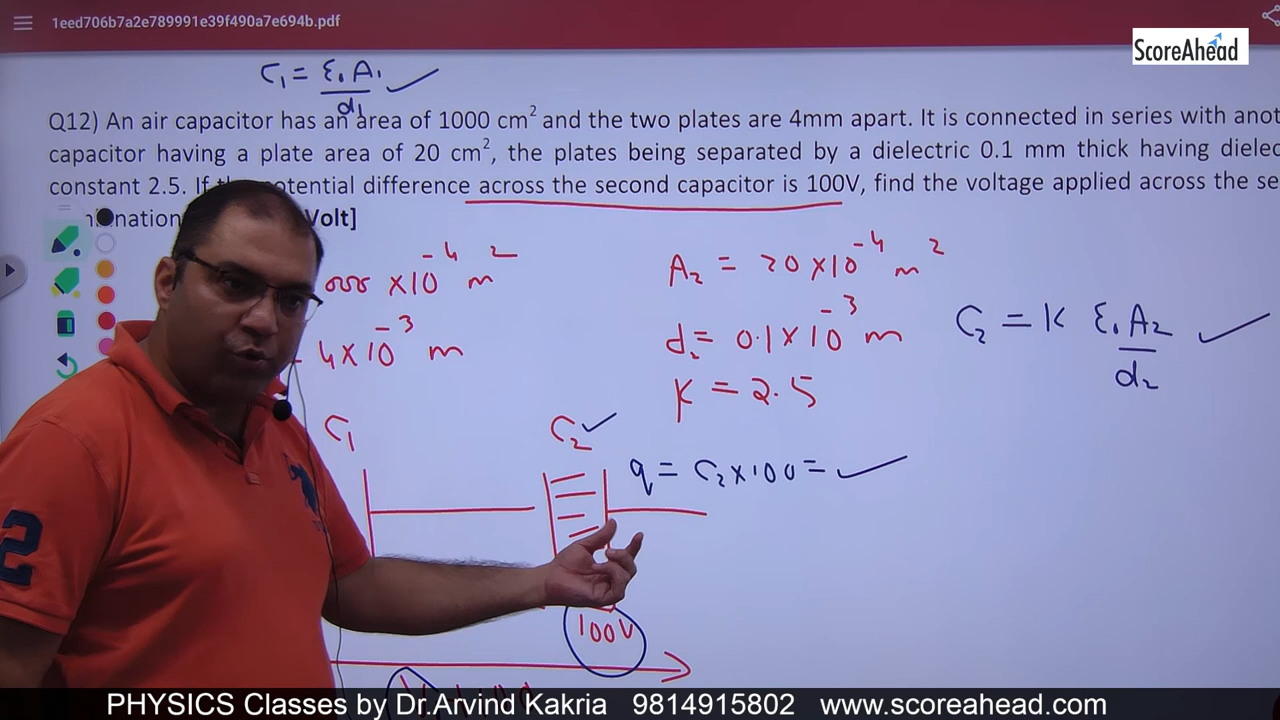 1eed706b7a2e789991e39f490a7e694b.pdf
ScoreAhead
C₁ = ε₀A₁
d₁
Q12) An air capacitor has an area of 1000 cm² and the two plates are 4mm apart. It is connected in series with anot
capacitor having a plate area of 20 cm², the plates being separated by a dielectric 0.1 mm thick having dielec
constant 2.5. If potential difference across the second capacitor is 100V, find the voltage applied across the se
nation Volt]
×10⁻⁴ m²
4×10⁻³ m
A₂ = 20×10⁻⁴ m²
d₂ = 0.1×10⁻³ m
K = 2.5
C₂ = K ε₀A₂
d₂
C₁ C₂
q = C₂×100 =
100V
2
PHYSICS Classes by Dr.Arvind Kakria 9814915802 www.scoreahead.com